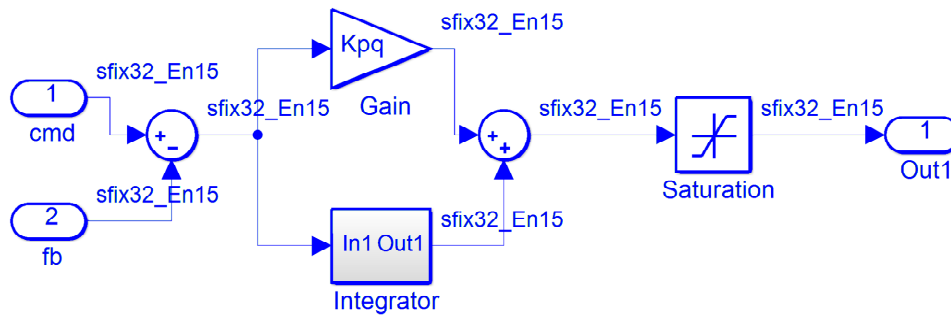 sfix32_En15
Kpq
sfix32_En15
1
sfix32_En15
Gain
sfix32_En15
sfix32_En15
1
cmd
+
−
+
+
Out1
sfix32_En15
Saturation
2
sfix32_En15
In1 Out1
fb
Integrator